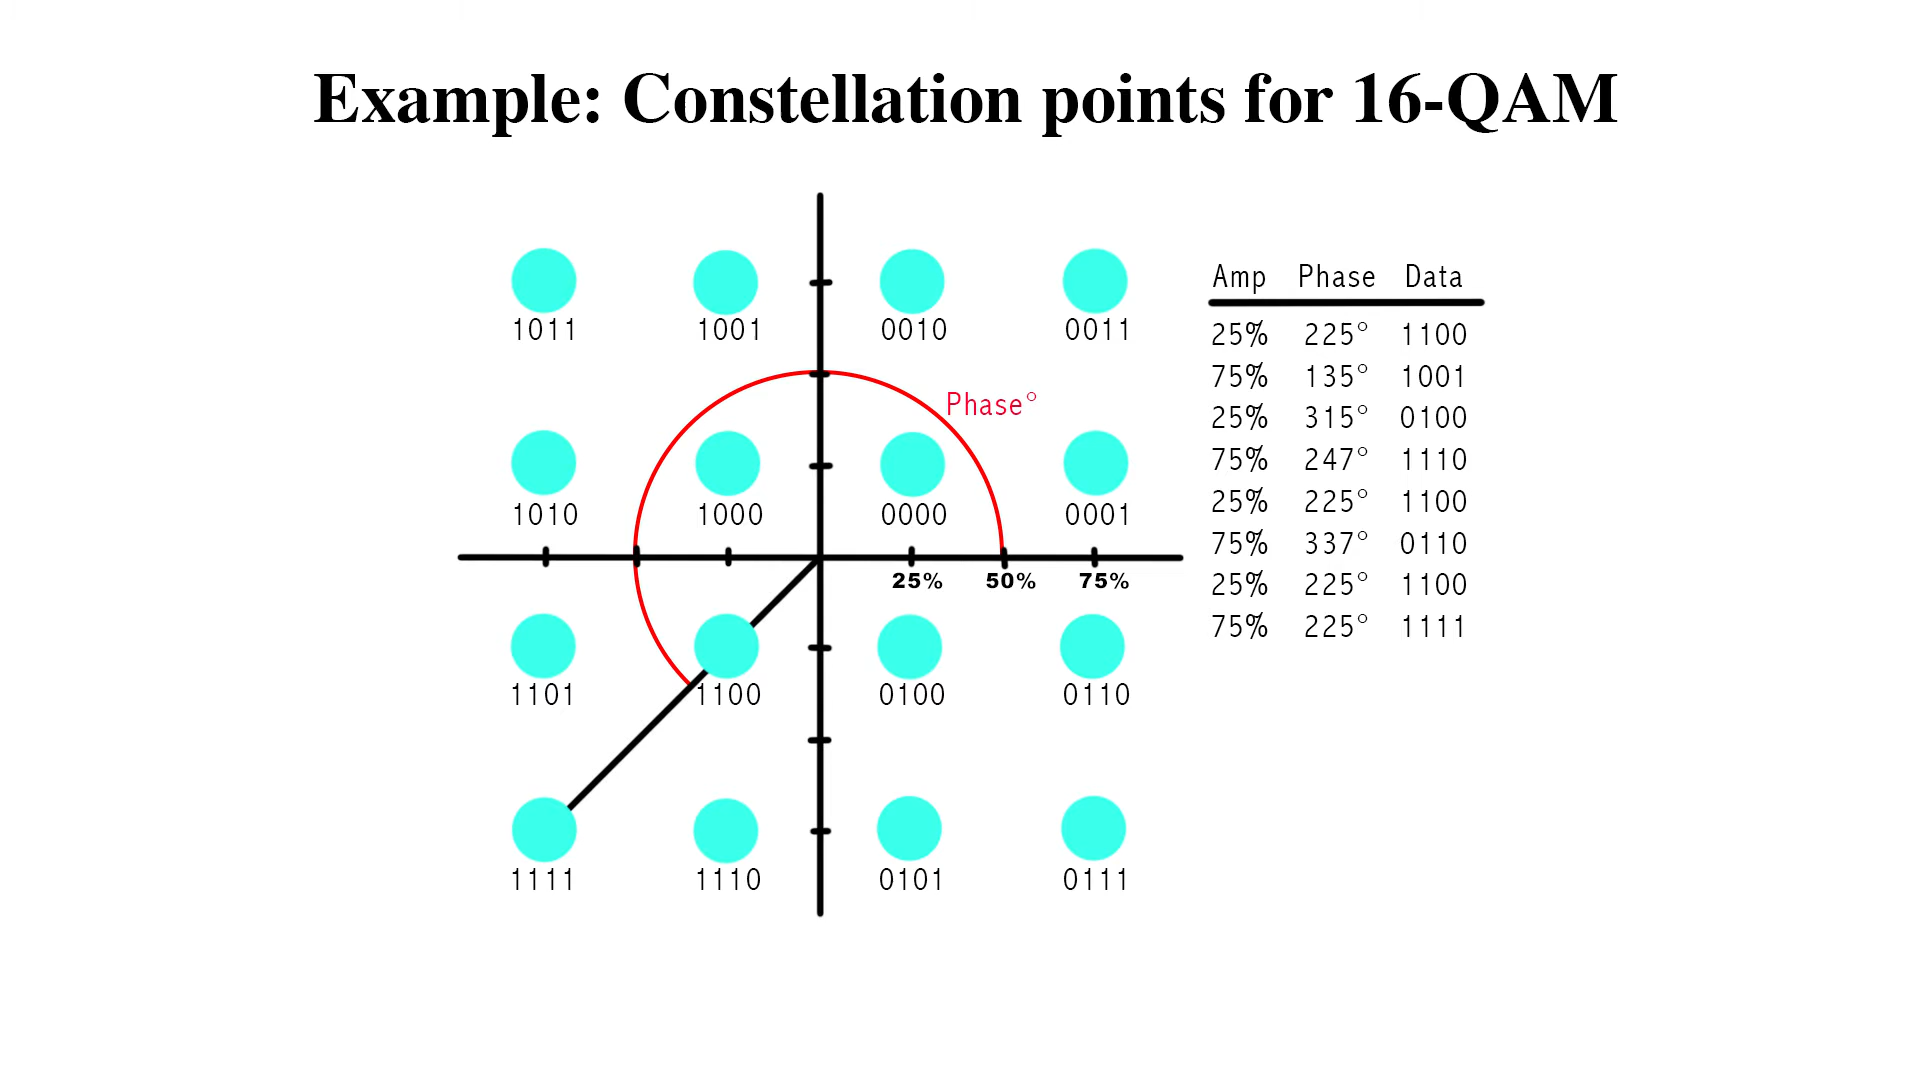 Example: Constellation points for 16-QAM
1011 1001 0010 0011
Phase°
1010 1000 0000 0001
25% 50% 75%
1101 1100 0100 0110
1111 1110 0101 0111
Amp Phase Data
25% 225° 1100
75% 135° 1001
25% 315° 0100
75% 247° 1110
25% 225° 1100
75% 337° 0110
25% 225° 1100
75% 225° 1111